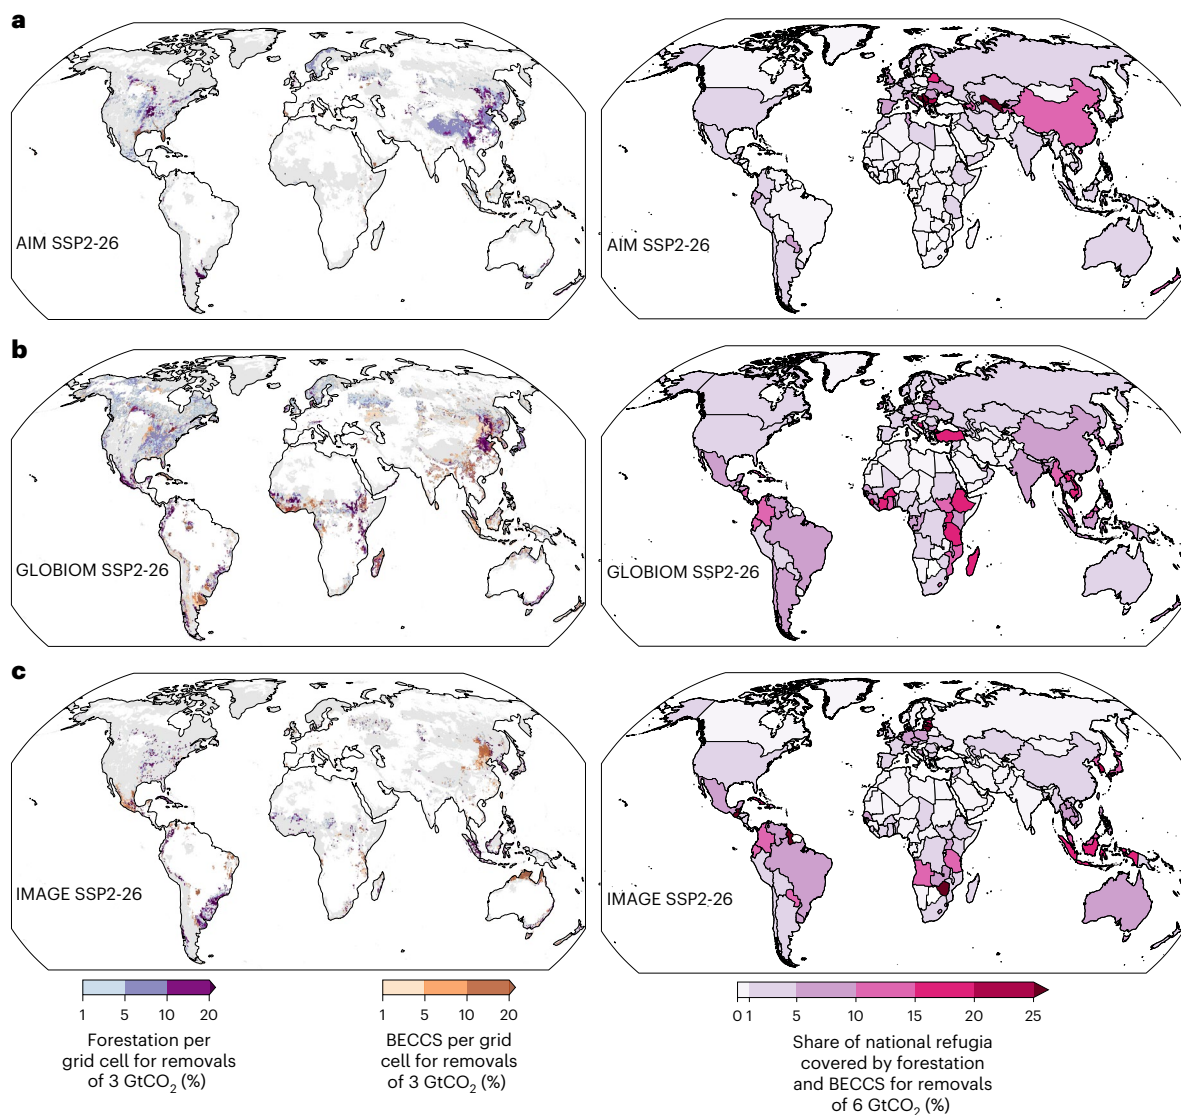 a
AIM SSP2-26
AIM SSP2-26
b
GLOBIOM SSP2-26
GLOBIOM SSP2-26
c
IMAGE SSP2-26
IMAGE SSP2-26
1 5 10 20
Forestation per
grid cell for removals
of 3 GtCO₂ (%)
1 5 10 20
BECCS per grid
cell for removals
of 3 GtCO₂ (%)
0 1 5 10 15 20 25
Share of national refugia
covered by forestation
and BECCS for removals
of 6 GtCO₂ (%)